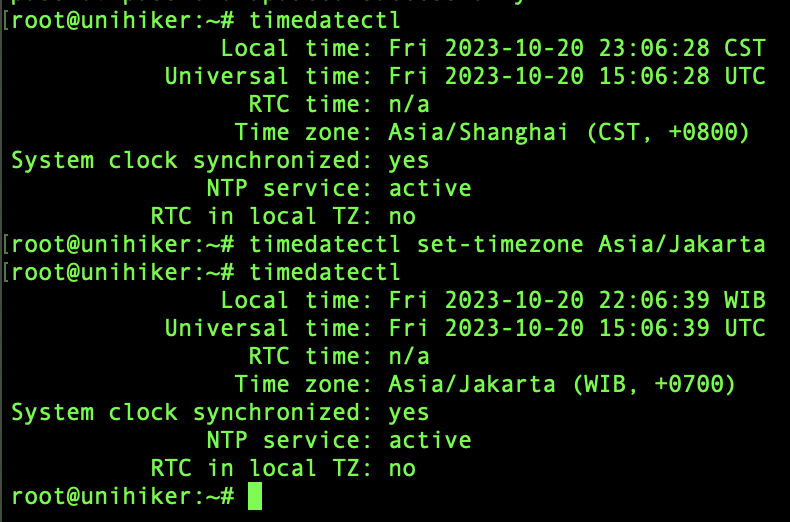 [root@unihiker:~# timedatectl
Local time: Fri 2023-10-20 23:06:28 CST
Universal time: Fri 2023-10-20 15:06:28 UTC
RTC time: n/a
Time zone: Asia/Shanghai (CST, +0800)
System clock synchronized: yes
NTP service: active
RTC in local TZ: no
[root@unihiker:~# timedatectl set-timezone Asia/Jakarta
[root@unihiker:~# timedatectl
Local time: Fri 2023-10-20 22:06:39 WIB
Universal time: Fri 2023-10-20 15:06:39 UTC
RTC time: n/a
Time zone: Asia/Jakarta (WIB, +0700)
System clock synchronized: yes
NTP service: active
RTC in local TZ: no
root@unihiker:~#